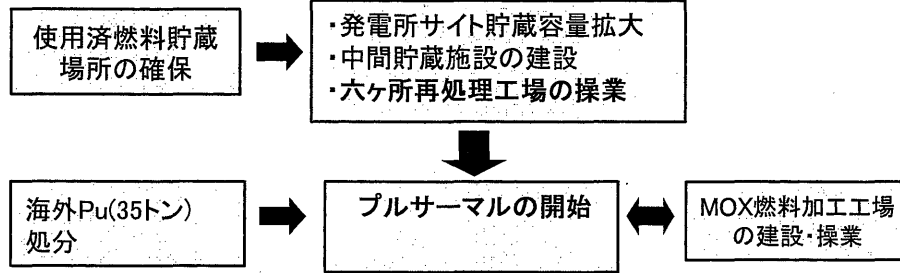 使用済燃料貯蔵
場所の確保
・発電所サイト貯蔵容量拡大
・中間貯蔵施設の建設
・六ヶ所再処理工場の操業
海外Pu(35トン)
処分
プルサーマルの開始
MOX燃料加工工場
の建設・操業